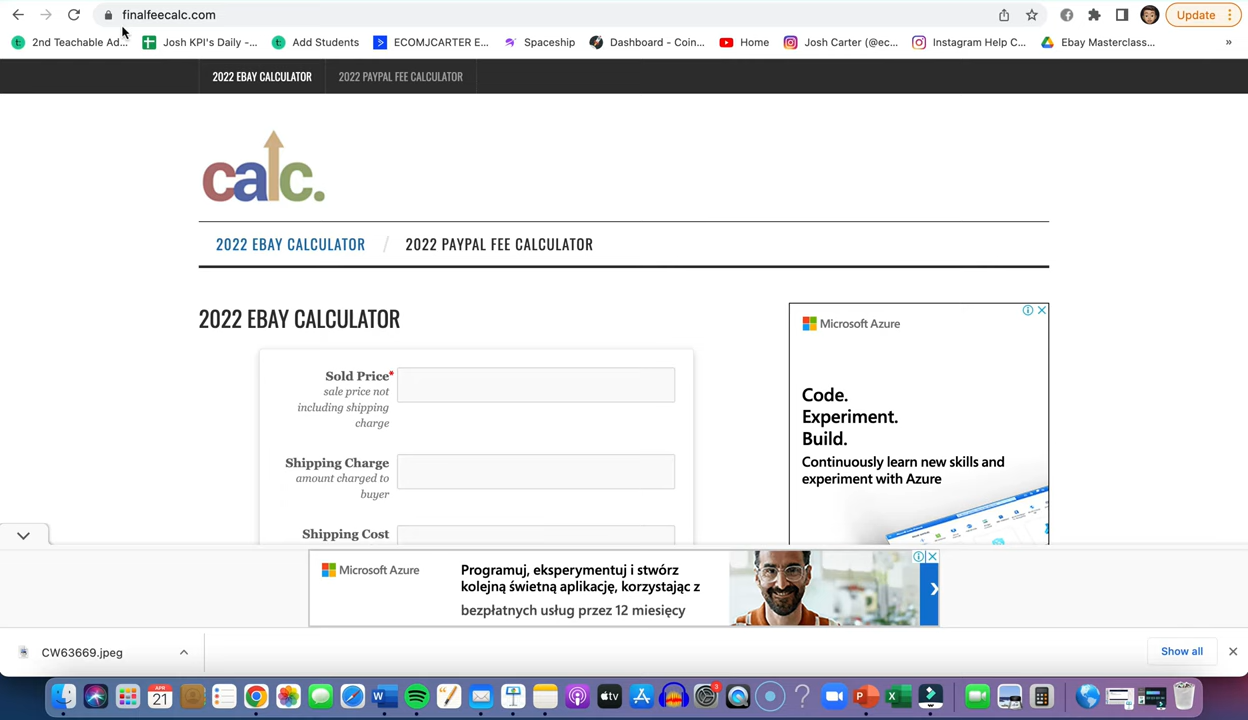 finalfeecalc.com
Update
2nd Teachable Ad...
Josh KPI's Daily -...
Add Students
ECOMJCARTER E...
Spaceship
Dashboard - Coin...
Home
Josh Carter (@ec...
Instagram Help C...
Ebay Masterclass...
»
2022 EBAY CALCULATOR
2022 PAYPAL FEE CALCULATOR
calc.
2022 EBAY CALCULATOR / 2022 PAYPAL FEE CALCULATOR
2022 EBAY CALCULATOR
Sold Price*
sale price not
including shipping
charge
Shipping Charge
amount charged to
buyer
Shipping Cost
Microsoft Azure
Code.
Experiment.
Build.
Continuously learn new skills and
experiment with Azure
Microsoft Azure
Programuj, eksperymentuj i stwórz
kolejną świetną aplikację, korzystając z
bezpłatnych usług przez 12 miesięcy
CW63669.jpeg
Show all
APR
21
3
tv